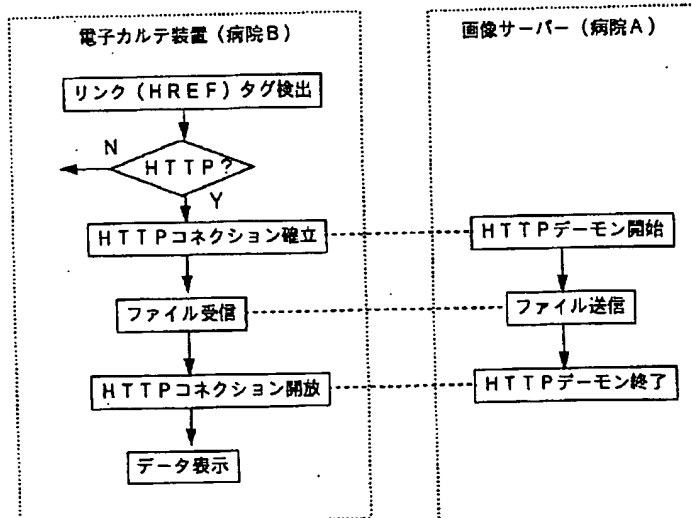 電子カルテ装置(病院B)
リンク(HREF)タグ検出
N
HTTP?
Y
HTTPコネクション確立
ファイル受信
HTTPコネクション開放
データ表示
画像サーバー(病院A)
HTTPデーモン開始
ファイル送信
HTTPデーモン終了